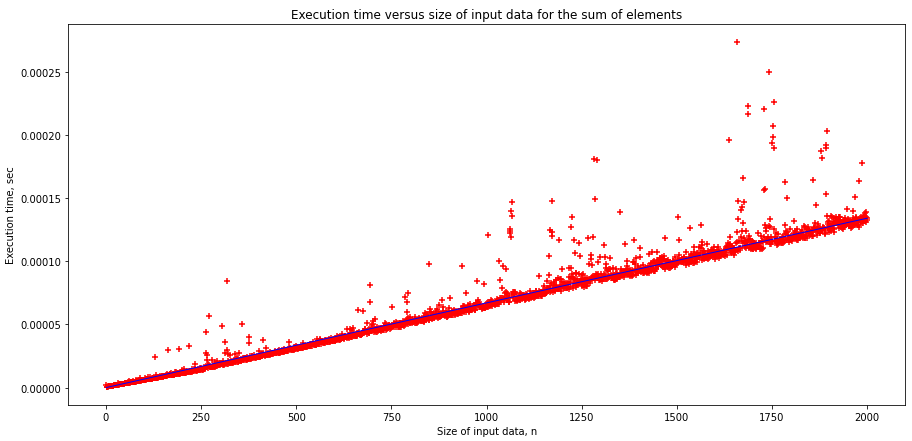 Execution time versus size of input data for the sum of elements
Execution time, sec
0.00025
0.00020
0.00015
0.00010
0.00005
0.00000
0 250 500 750 1000 1250 1500 1750 2000
Size of input data, n